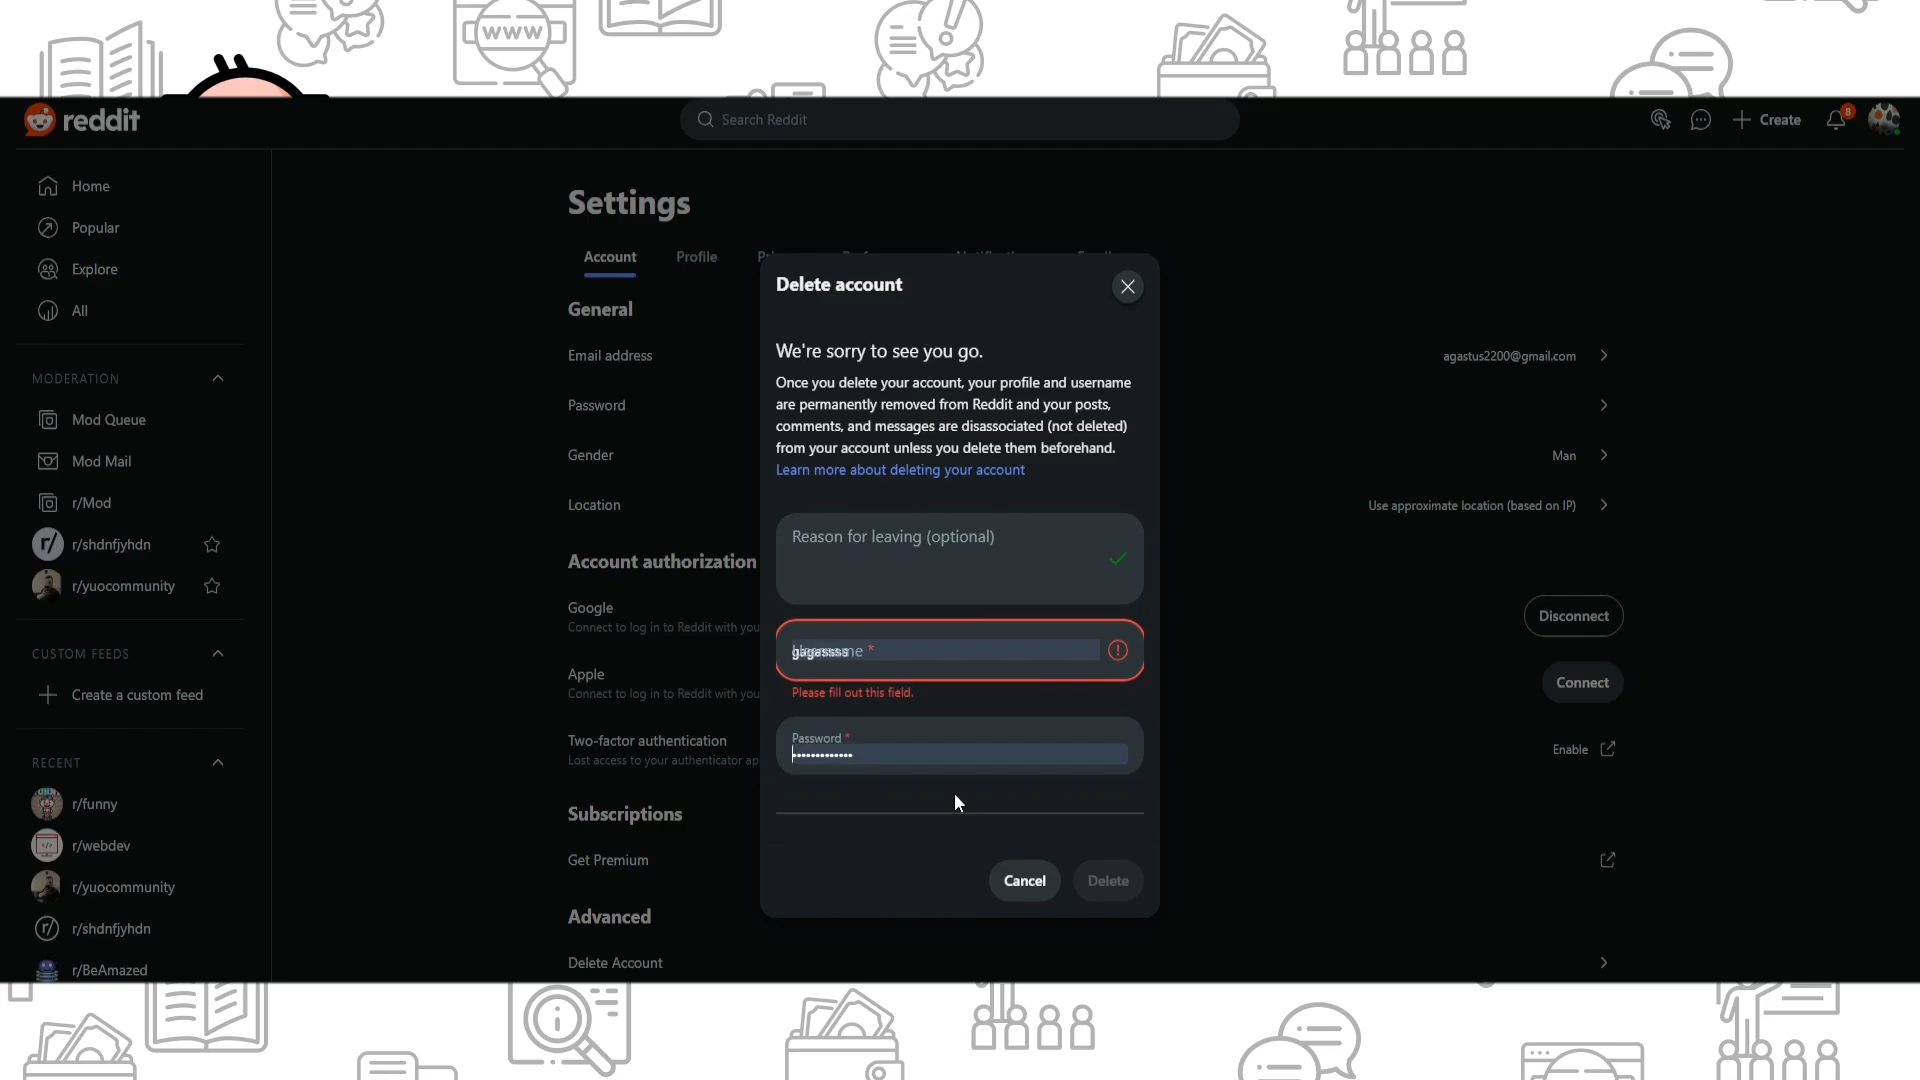 www
reddit
Search Reddit
Create
8
Home
Popular
Explore
All
MODERATION
Mod Queue
Mod Mail
r/Mod
r/shdnfjyhdn
r/yuocommunity
CUSTOM FEEDS
Create a custom feed
RECENT
r/funny
r/webdev
r/yuocommunity
r/shdnfjyhdn
r/BeAmazed
Settings
Account
Profile
General
Email address
agastus2200@gmail.com
Password
Gender
Man
Location
Use approximate location (based on IP)
Account authorization
Google
Connect to log in to Reddit with you
Disconnect
Apple
Connect to log in to Reddit with you
Connect
Two-factor authentication
Lost access to your authenticator ap
Enable
Subscriptions
Get Premium
Advanced
Delete Account
Delete account
We're sorry to see you go.
Once you delete your account, your profile and username
are permanently removed from Reddit and your posts,
comments, and messages are disassociated (not deleted)
from your account unless you delete them beforehand.
Learn more about deleting your account
Reason for leaving (optional)
Please fill out this field.
Password *
Cancel
Delete